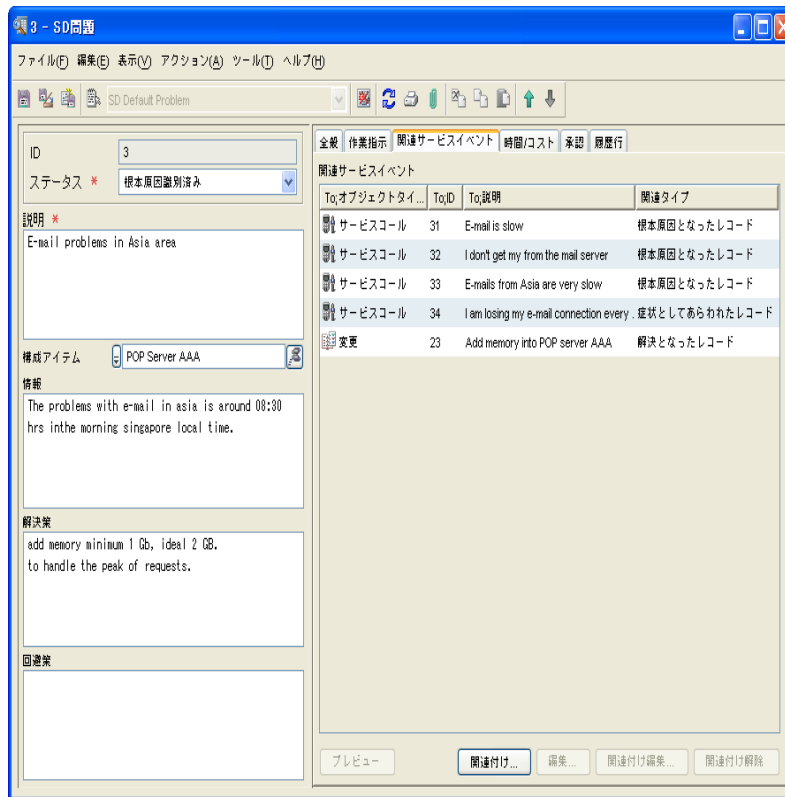 3 - SD問題
ファイル(F) 編集(E) 表示(V) アクション(A) ツール(T) ヘルプ(H)
SD Default Problem
ID 3
ステータス * 根本原因識別済み
説明 *
E-mail problems in Asia area
構成アイテム POP Server AAA
情報
The problems with e-mail in asia is around 08:30
hrs inthe morning singapore local time.
解決策
add memory minimum 1 Gb, ideal 2 GB.
to handle the peak of requests.
回避策
全般 作業指示 関連サービスイベント 時間/コスト 承認 履歴行
関連サービスイベント
To;オブジェクトタイ... To;ID To;説明 関連タイプ
サービスコール 31 E-mail is slow 根本原因となったレコード
サービスコール 32 I don't get my from the mail server 根本原因となったレコード
サービスコール 33 E-mails from Asia are very slow 根本原因となったレコード
サービスコール 34 I am losing my e-mail connection every . 症状としてあらわれたレコード
変更 23 Add memory into POP server AAA 解決となったレコード
プレビュー 関連付け... 編集... 関連付け編集... 関連付け解除